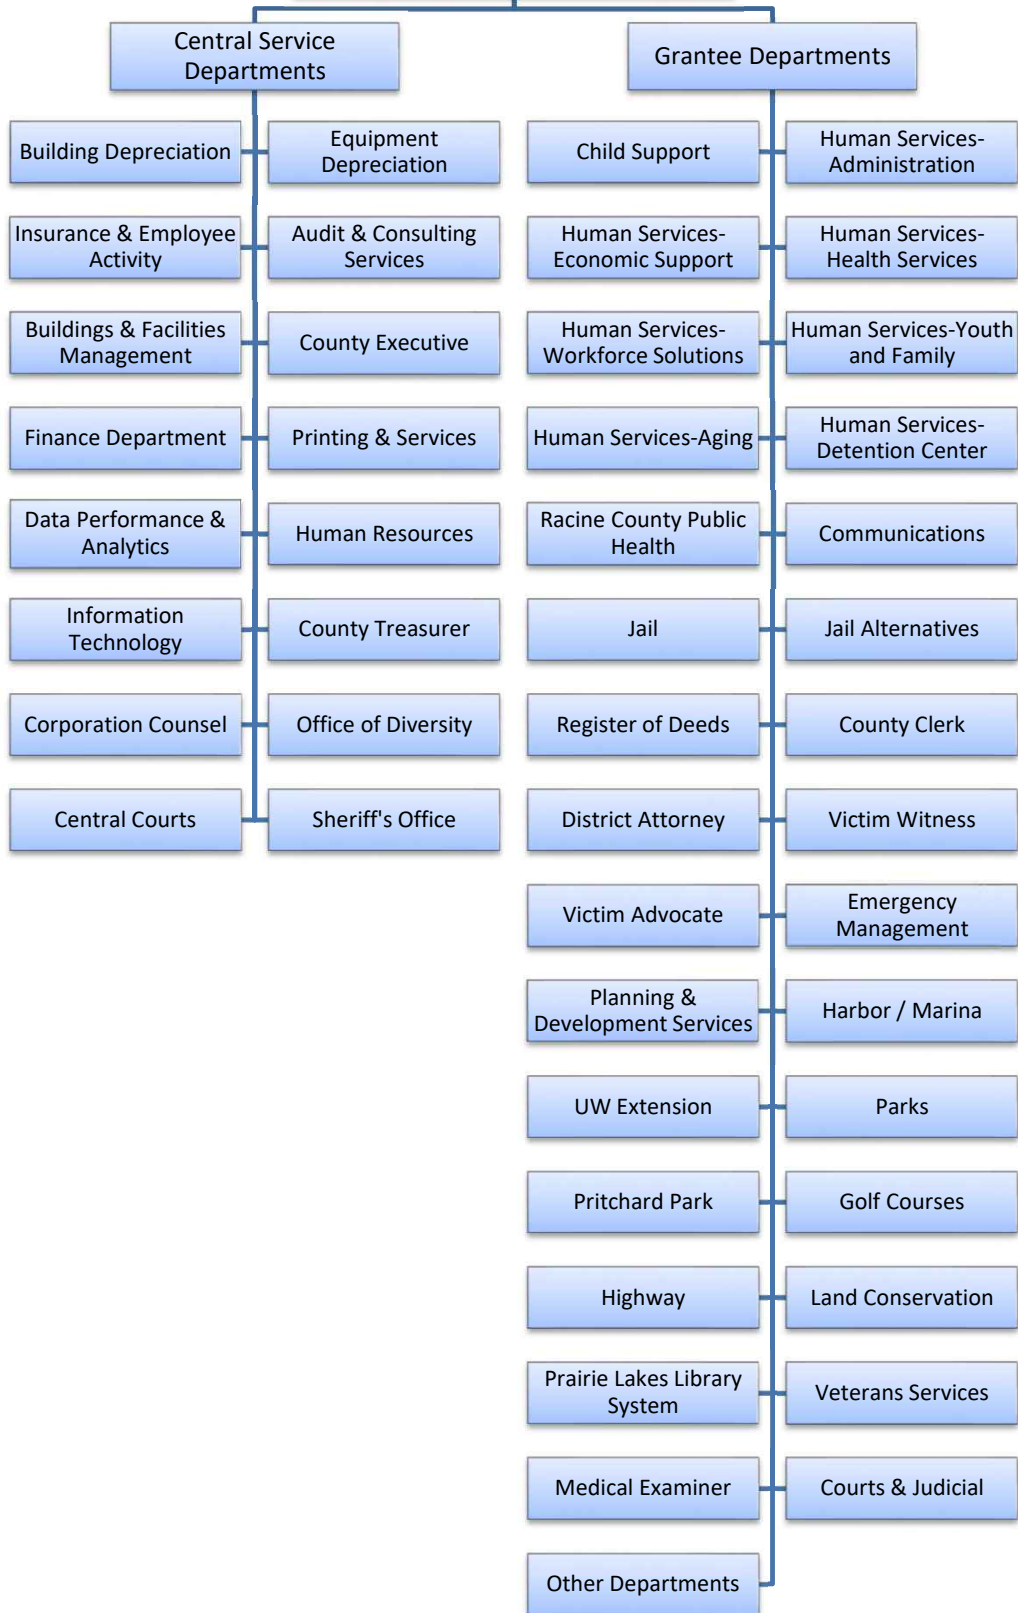 Central Service
Departments
Grantee Departments
Building Depreciation
Equipment
Depreciation
Child Support
Human Services-
Administration
Insurance & Employee
Activity
Audit & Consulting
Services
Human Services-
Economic Support
Human Services-
Health Services
Buildings & Facilities
Management
County Executive
Human Services-
Workforce Solutions
Human Services-Youth
and Family
Finance Department
Printing & Services
Human Services-Aging
Human Services-
Detention Center
Data Performance &
Analytics
Human Resources
Racine County Public
Health
Communications
Information
Technology
County Treasurer
Jail
Jail Alternatives
Corporation Counsel
Office of Diversity
Register of Deeds
County Clerk
Central Courts
Sheriff's Office
District Attorney
Victim Witness
Victim Advocate
Emergency
Management
Planning &
Development Services
Harbor / Marina
UW Extension
Parks
Pritchard Park
Golf Courses
Highway
Land Conservation
Prairie Lakes Library
System
Veterans Services
Medical Examiner
Courts & Judicial
Other Departments